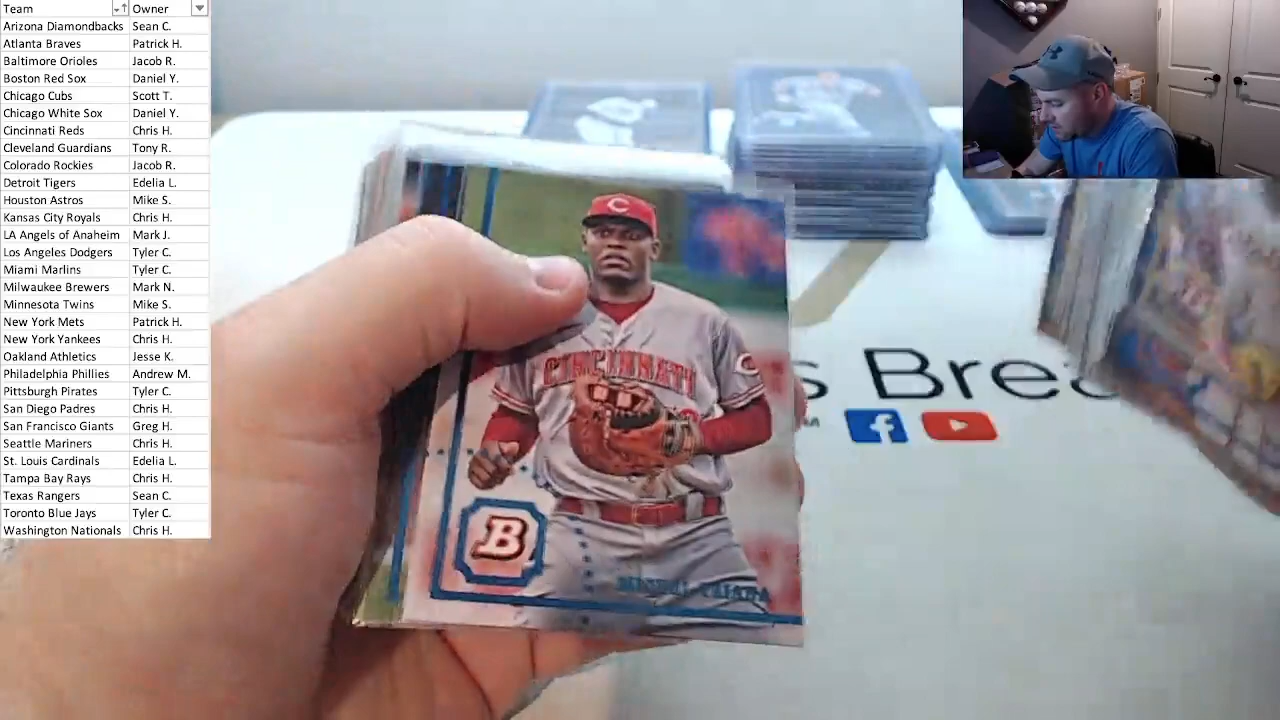 Team Owner
Arizona Diamondbacks Sean C.
Atlanta Braves Patrick H.
Baltimore Orioles Jacob R.
Boston Red Sox Daniel Y.
Chicago Cubs Scott T.
Chicago White Sox Daniel Y.
Cincinnati Reds Chris H.
Cleveland Guardians Tony R.
Colorado Rockies Jacob R.
Detroit Tigers Edelia L.
Houston Astros Mike S.
Kansas City Royals Chris H.
LA Angels of Anaheim Mark J.
Los Angeles Dodgers Tyler C.
Miami Marlins Tyler C.
Milwaukee Brewers Mark N.
Minnesota Twins Mike S.
New York Mets Patrick H.
New York Yankees Chris H.
Oakland Athletics Jesse K.
Philadelphia Phillies Andrew M.
Pittsburgh Pirates Tyler C.
San Diego Padres Chris H.
San Francisco Giants Greg H.
Seattle Mariners Chris H.
St. Louis Cardinals Edelia L.
Tampa Bay Rays Chris H.
Texas Rangers Sean C.
Toronto Blue Jays Tyler C.
Washington Nationals Chris H.
C
CINCINNATI
C
B
s Brea
f